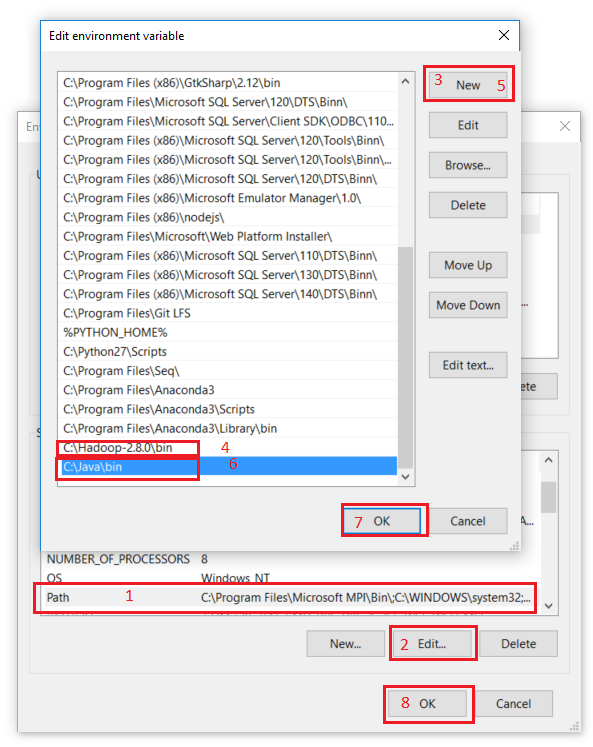 Edit environment variable
C:\Program Files (x86)\GtkSharp\2.12\bin
C:\Program Files\Microsoft SQL Server\120\DTS\Binn\
C:\Program Files\Microsoft SQL Server\Client SDK\ODBC\110...
C:\Program Files (x86)\Microsoft SQL Server\120\Tools\Binn\
C:\Program Files (x86)\Microsoft SQL Server\120\Tools\Binn\...
C:\Program Files (x86)\Microsoft SQL Server\120\DTS\Binn\
C:\Program Files (x86)\Microsoft Emulator Manager\1.0\
C:\Program Files (x86)\nodejs\
C:\Program Files\Microsoft\Web Platform Installer\
C:\Program Files (x86)\Microsoft SQL Server\110\DTS\Binn\
C:\Program Files (x86)\Microsoft SQL Server\130\DTS\Binn\
C:\Program Files (x86)\Microsoft SQL Server\140\DTS\Binn\
C:\Program Files\Git LFS
%PYTHON_HOME%
C:\Python27\Scripts
C:\Program Files\Seq\
C:\Program Files\Anaconda3
C:\Program Files\Anaconda3\Scripts
C:\Program Files\Anaconda3\Library\bin
C:\Hadoop-2.8.0\bin 4
C:\Java\bin 6
3 New 5
Edit
Browse...
Delete
Move Up
Move Down
Edit text...
7 OK
Cancel
NUMBER_OF_PROCESSORS 8
OS Windows_NT
Path 1 C:\Program Files\Microsoft MPI\Bin\;C:\WINDOWS\system32;...
New...
2 Edit...
Delete
8 OK
Cancel